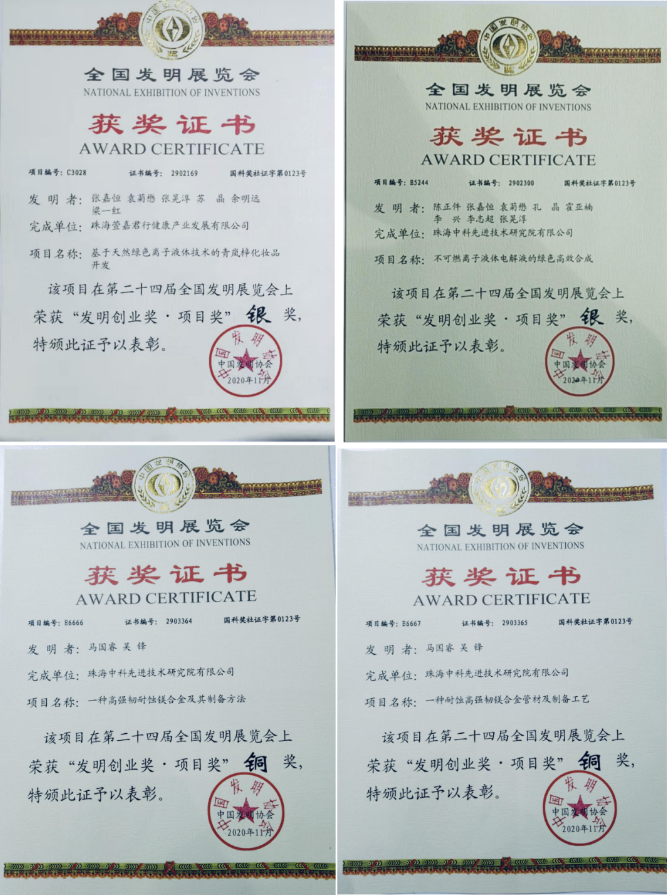 全国发明展览会
NATIONAL EXHIBITION OF INVENTIONS
获奖证书
AWARD CERTIFICATE
项目编号：C3028 证书编号：2902169 国科奖社证字第0123号
发明者：张嘉恒 袁菊懋 张苋淳 苏晶 余明远
梁一红
完成单位：珠海萱嘉君行健康产业发展有限公司
项目名称：基于天然绿色离子液体技术的青岚梓化妆品
开发
该项目在第二十四届全国发明展览会上
荣获“发明创业奖·项目奖” 银 奖，
特颁此证予以表彰。
中国发明协会
2020年11月
全国发明展览会
NATIONAL EXHIBITION OF INVENTIONS
获奖证书
AWARD CERTIFICATE
项目编号：B5244 证书编号：2902300 国科奖社证字第0123号
发明者：陈正件 张嘉恒 袁菊懋 孔晶 霍亚楠
李兴 李志超 张苋淳
完成单位：珠海中科先进技术研究院有限公司
项目名称：不可燃离子液体电解液的绿色高效合成
该项目在第二十四届全国发明展览会上
荣获“发明创业奖·项目奖” 银 奖，
特颁此证予以表彰。
中国发明协会
2020年11月
中国发明协会
全国发明展览会
NATIONAL EXHIBITION OF INVENTIONS
获奖证书
AWARD CERTIFICATE
项目编号：E6666 证书编号：2903364 国科奖社证字第0123号
发明者：马国睿 吴锋
完成单位：珠海中科先进技术研究院有限公司
项目名称：一种高强韧耐蚀镁合金及其制备方法
该项目在第二十四届全国发明展览会上
荣获“发明创业奖·项目奖” 铜 奖，
特颁此证予以表彰。
中国发明协会
2020年11月
全国发明展览会
NATIONAL EXHIBITION OF INVENTIONS
获奖证书
AWARD CERTIFICATE
项目编号：E6667 证书编号：2903365 国科奖社证字第0123号
发明者：马国睿 吴锋
完成单位：珠海中科先进技术研究院有限公司
项目名称：一种耐蚀高强韧镁合金管材及制备工艺
该项目在第二十四届全国发明展览会上
荣获“发明创业奖·项目奖” 铜 奖，
特颁此证予以表彰。
中国发明协会
2020年11月